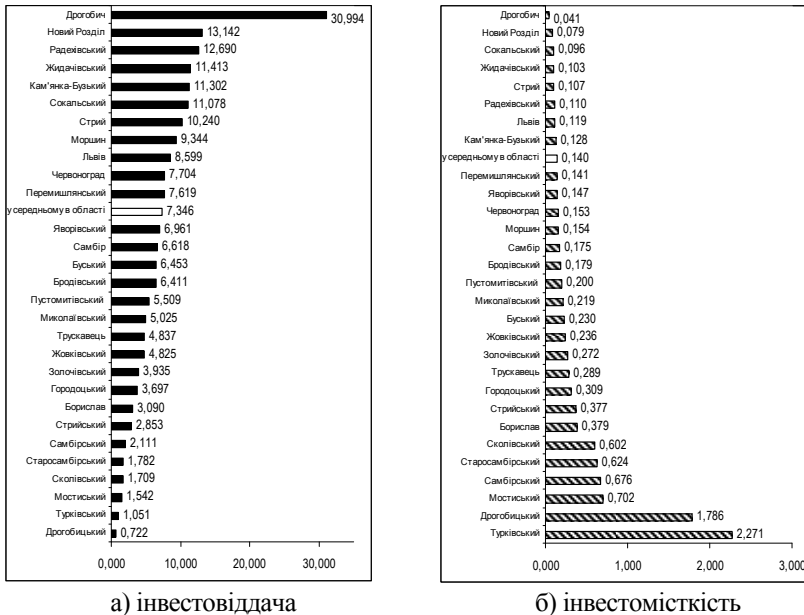 Дрогобич 30,994
Новий Розділ 13,142
Радехівський 12,690
Жидачівський 11,413
Кам'янка-Бузький 11,302
Сокальський 11,078
Стрий 10,240
Моршин 9,344
Львів 8,599
Червоноград 7,704
Перемишлянський 7,619
у середньому в області 7,346
Яворівський 6,961
Самбір 6,618
Буський 6,453
Бродівський 6,411
Пустомитівський 5,509
Миколаївський 5,025
Трускавець 4,837
Жовківський 4,825
Золочівський 3,935
Городоцький 3,697
Борислав 3,090
Стрийський 2,853
Самбірський 2,111
Старосамбірський 1,782
Сколівський 1,709
Мостиський 1,542
Турківський 1,051
Дрогобицький 0,722
0,000 10,000 20,000 30,000
а) інвестовіддача
Дрогобич 0,041
Новий Розділ 0,079
Сокальський 0,096
Жидачівський 0,103
Стрий 0,107
Радехівський 0,110
Львів 0,119
Кам'янка-Бузький 0,128
у середньому в області 0,140
Перемишлянський 0,141
Яворівський 0,147
Червоноград 0,153
Моршин 0,154
Самбір 0,175
Бродівський 0,179
Пустомитівський 0,200
Миколаївський 0,219
Буський 0,230
Жовківський 0,236
Золочівський 0,272
Трускавець 0,289
Городоцький 0,309
Стрийський 0,377
Борислав 0,379
Сколівський 0,602
Старосамбірський 0,624
Самбірський 0,676
Мостиський 0,702
Дрогобицький 1,786
Турківський 2,271
0,000 1,000 2,000 3,000
б) інвестомісткість